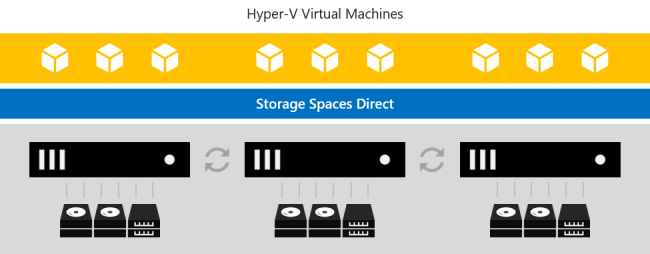 Hyper-V Virtual Machines
Storage Spaces Direct